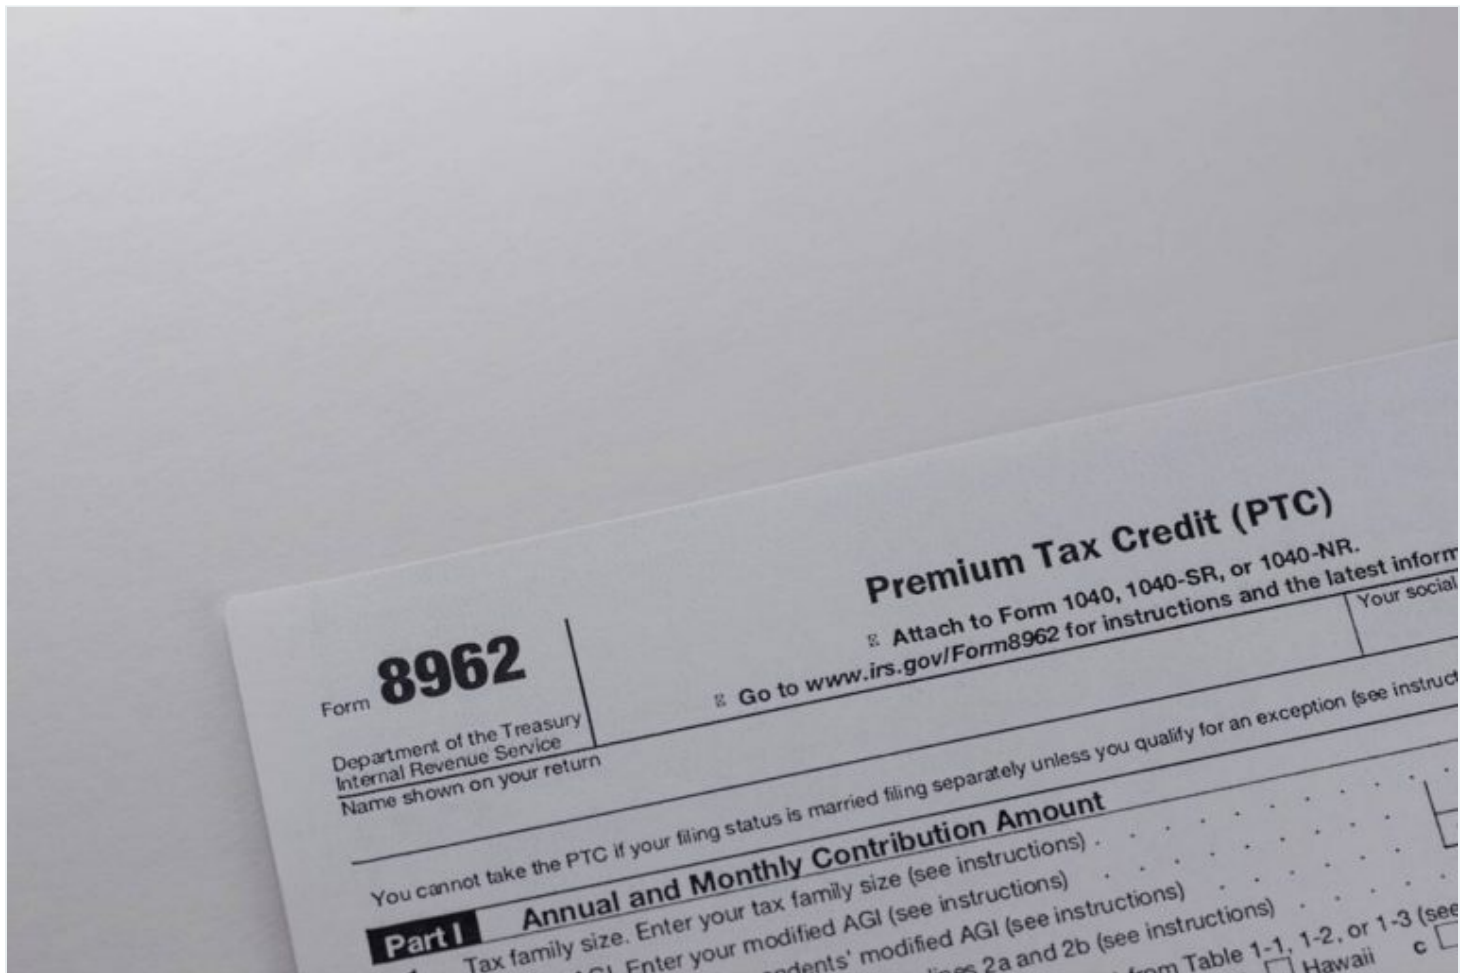 Form 8962
Department of the Treasury
Internal Revenue Service
Premium Tax Credit (PTC)
Attach to Form 1040, 1040-SR, or 1040-NR.
Go to www.irs.gov/Form8962 for instructions and the latest
Name shown on your return
Your social
You cannot take the PTC if your filing status is married filing separately unless you qualify for an exception (see
Part I Annual and Monthly Contribution Amount
Tax family size. Enter your tax family size (see instructions)
Enter your modified AGI (see instructions)
modified AGI (see instructions)
2a and 2b (see instructions)
from Table 1-1, 1-2, or 1-3 (see
Hawaii c